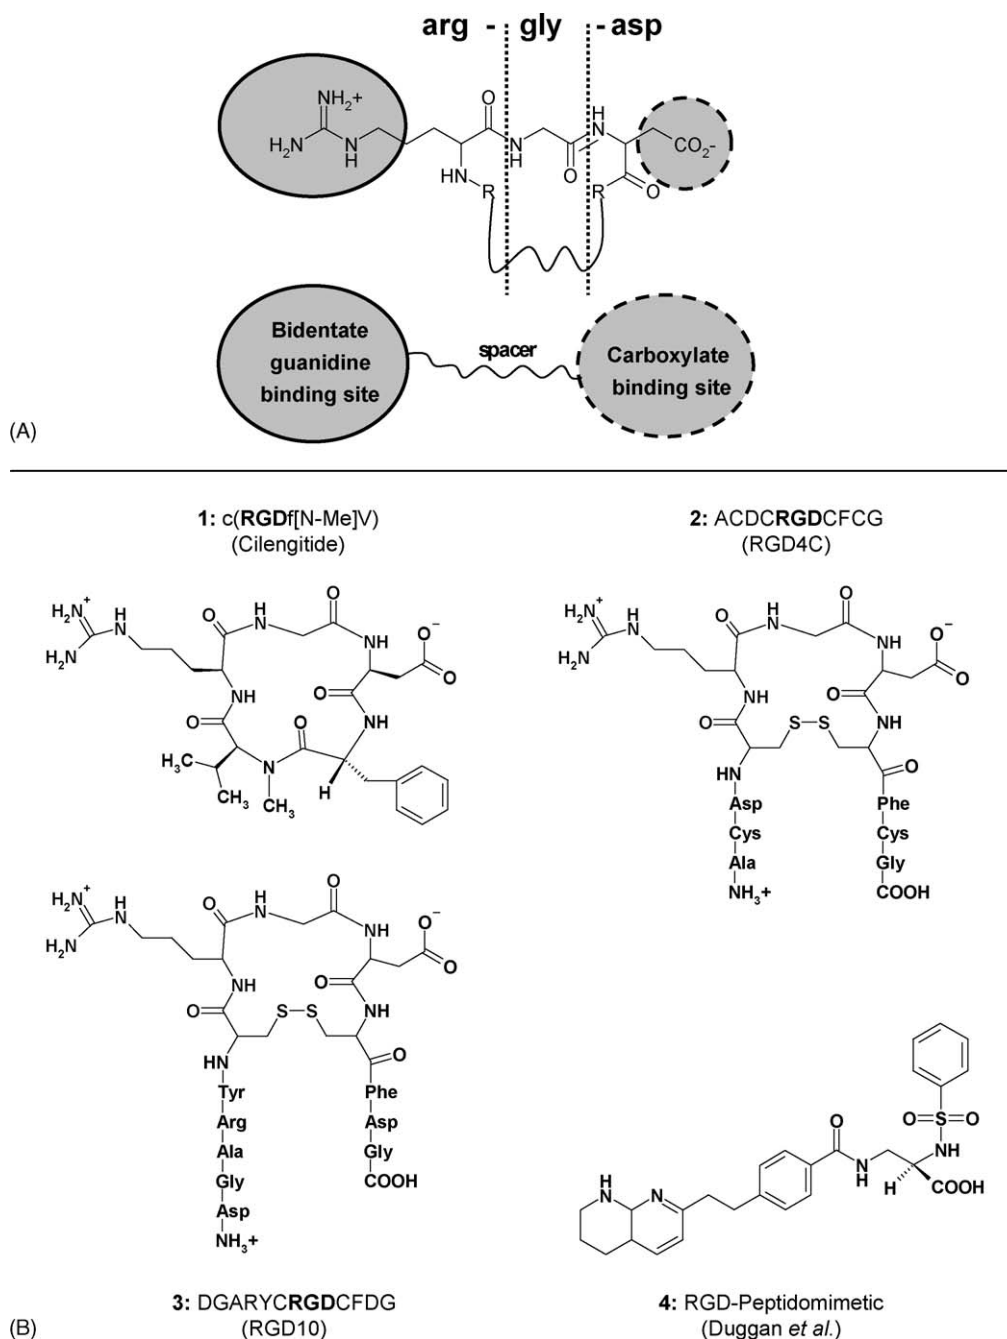 arg - gly - asp
NH₂+
H₂N
N
H
O
HN
R
N
H
O
H
N
R
O
CO₂-
Bidentate
guanidine
binding site
spacer
Carboxylate
binding site
(A)
1: c(RGDf[N-Me]V)
(Cilengitide)
H₂N+
H₂N
H
N
O
H
N
O
HN
O-
O
O
NH
O
NH
H₃C
CH₃
N
CH₃
O
H
2: ACDCRGDCFCG
(RGD4C)
H₂N+
H₂N
H
N
O
H
N
O
NH
O-
O
O
NH
O
NH
S-S
HN
O
Asp
Cys
Ala
NH₃+
Phe
Cys
Gly
COOH
H₂N+
H₂N
H
N
O
H
N
O
NH
O-
O
O
NH
O
NH
S-S
HN
O
Tyr
Arg
Ala
Gly
Asp
NH₃+
Phe
Asp
Gly
COOH
3: DGARYCRGDCFDG
(RGD10)
NH
N
O
N
H
O=S=O
NH
H
COOH
4: RGD-Peptidomimetic
(Duggan et al.)
(B)